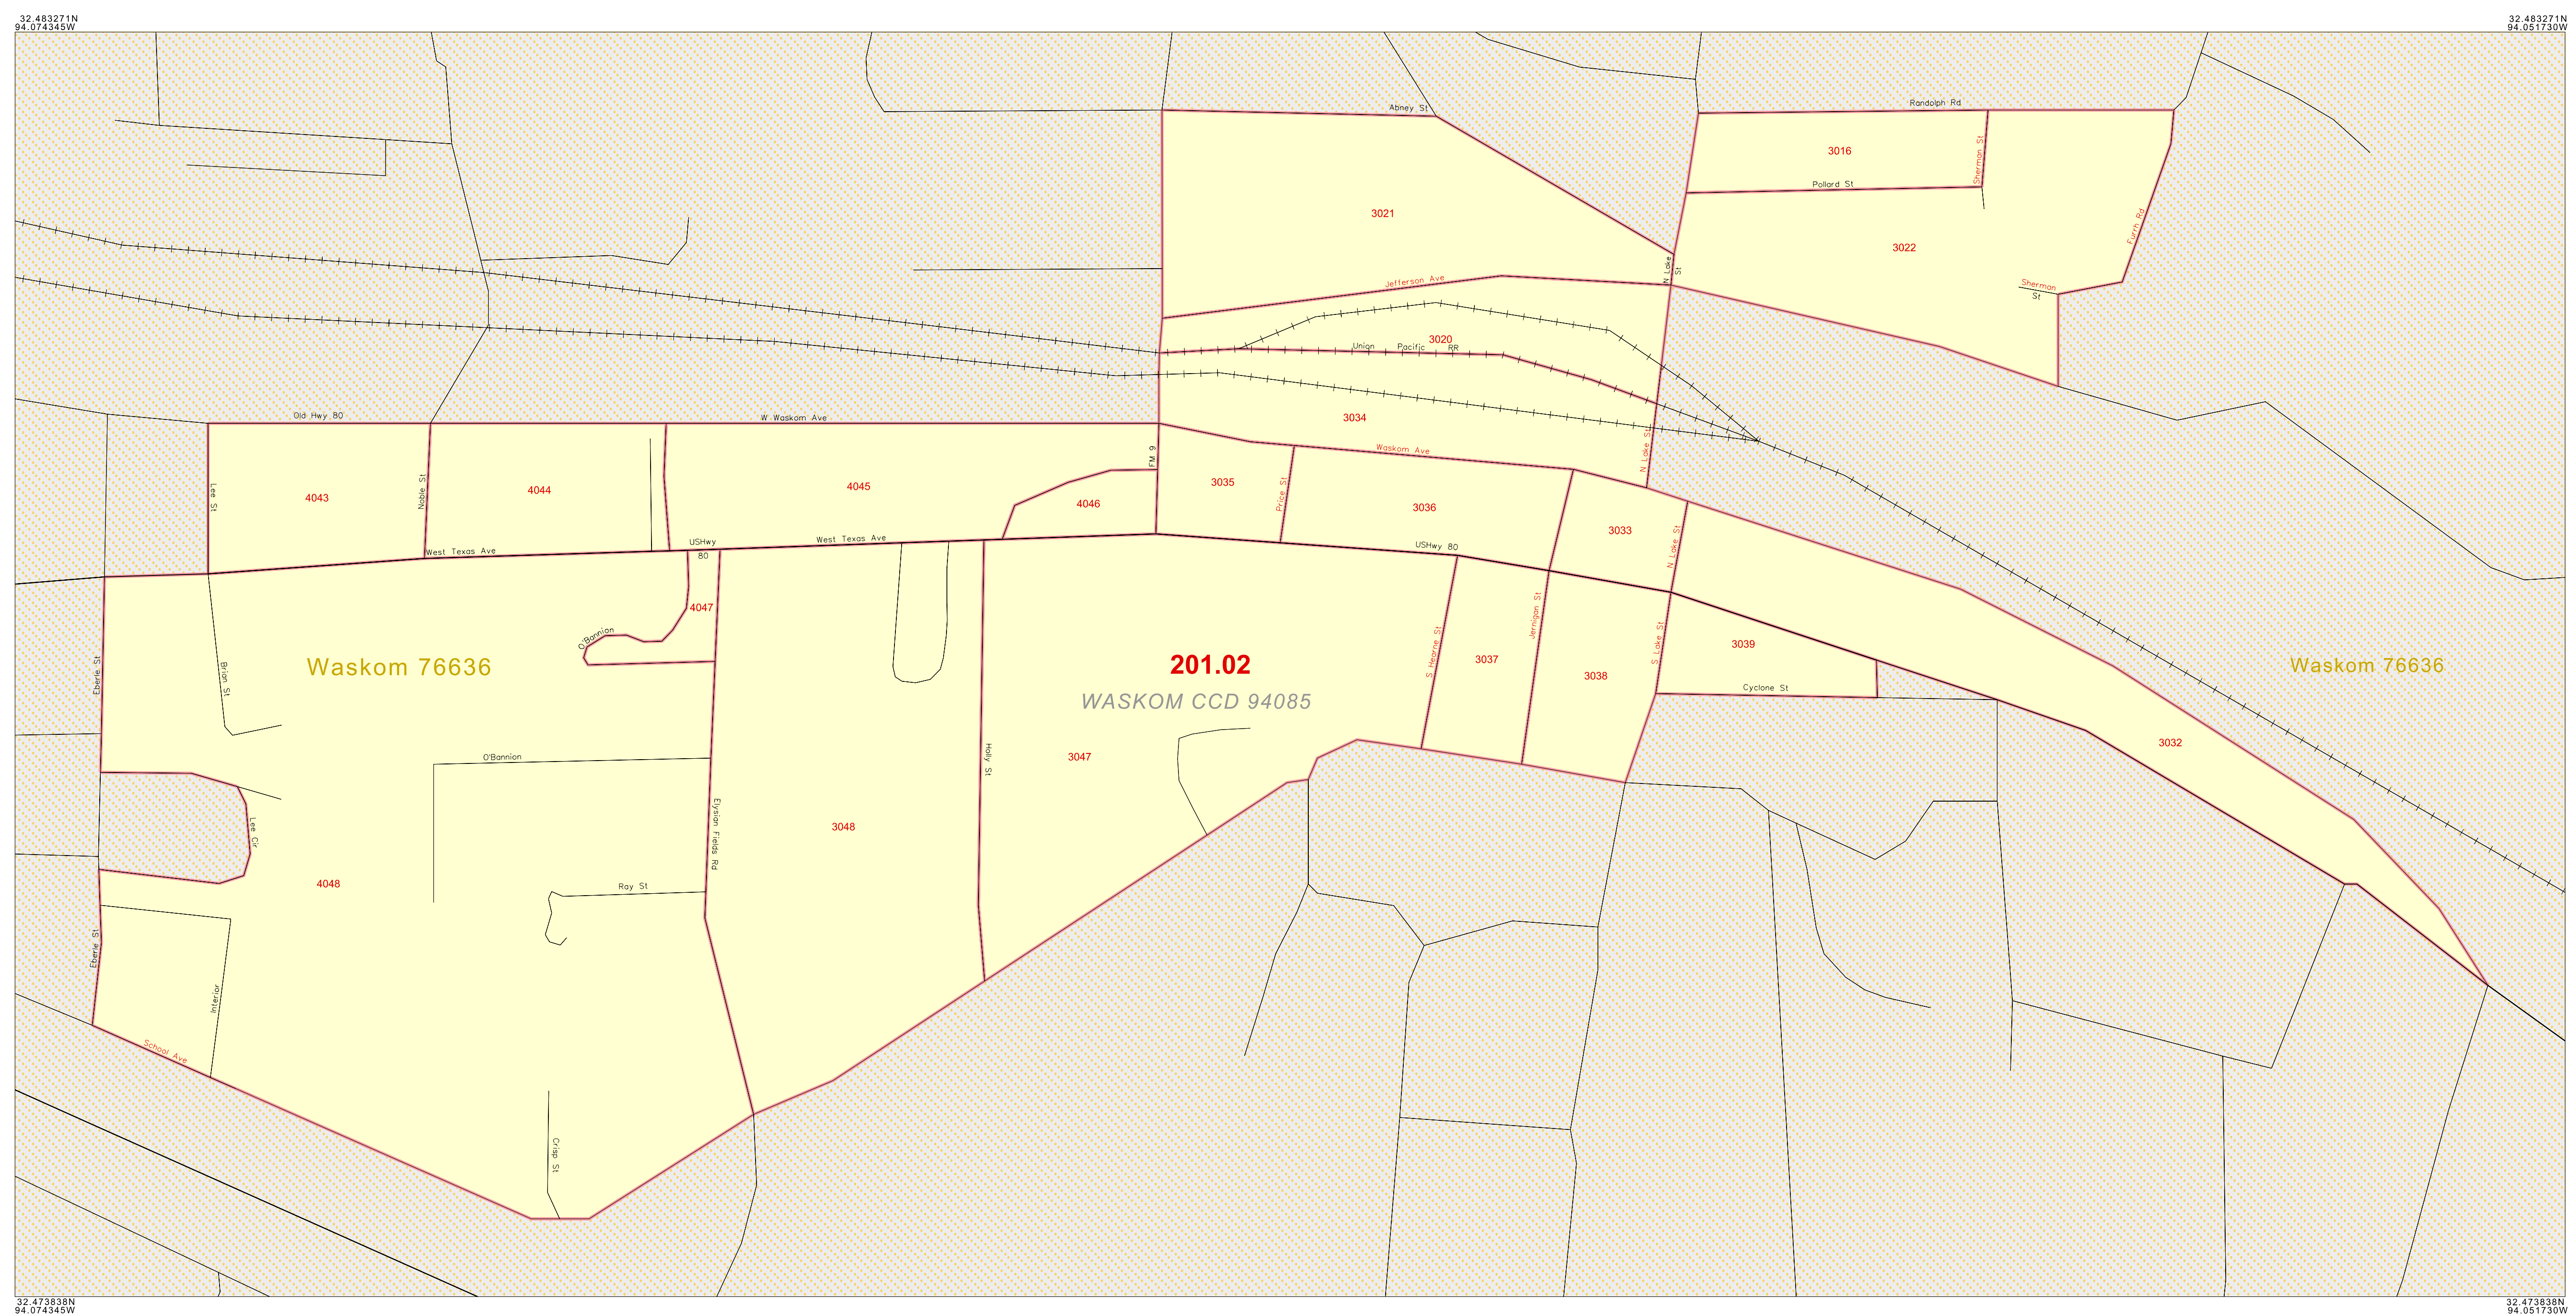 32.483271N
94.074345W
32.483271N
94.051730W
Abney St
Randolph Rd
3016
Sherman St
Pollard St
3021
3022
Furrh Rd
N Lake
St
Jefferson Ave
Sherman
St
3020
Union Pacific RR
Old Hwy 80
W Waskom Ave
3034
FM 9
Waskom Ave
N Lake St
Lee St
4043
Noble St
4044
4045
4046
3035
Price St
3036
3033
N Lake St
West Texas Ave
USHwy
80
West Texas Ave
USHwy 80
4047
O'Bannion
Jernigan St
S Lake St
S Hearne St
3039
3037
3038
Eberle St
Brian St
Waskom 76636
201.02
WASKOM CCD 94085
Waskom 76636
Cyclone St
3032
O'Bannion
Holly St
3047
Lee Cir
Elysian Fields Rd
3048
4048
Ray St
Eberle St
Interior
School Ave
Crisp St
32.473838N
94.074345W
32.473838N
94.051730W